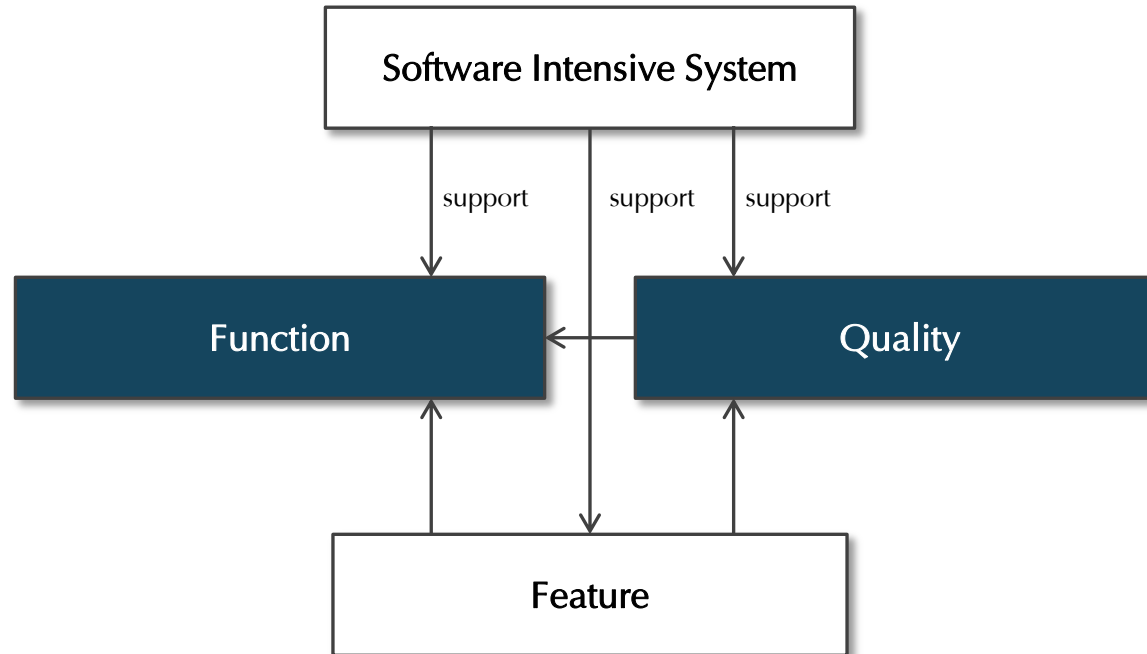 Software Intensive System
support
support
support
Function
Quality
Feature